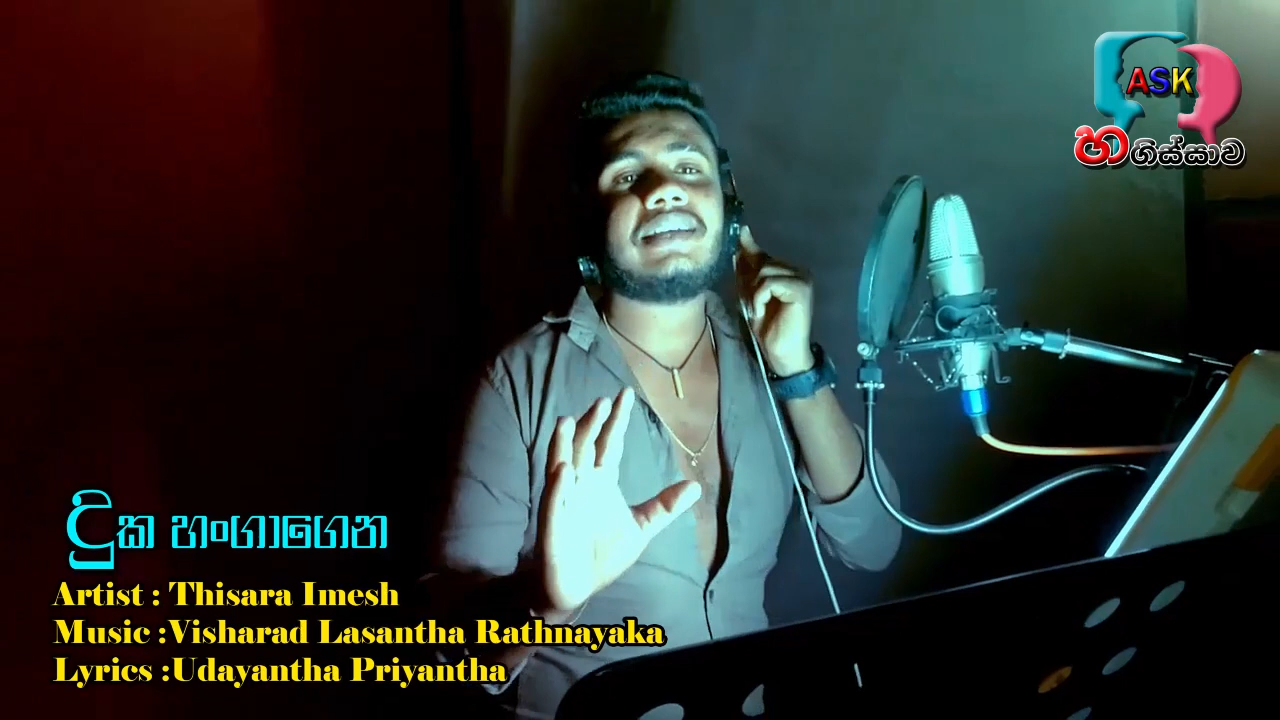 ASK
හගිස්සාව
දුක හංගාගෙන
Artist : Thisara Imesh
Music :Visharad Lasantha Rathnayaka
Lyrics :Udayantha Priyantha